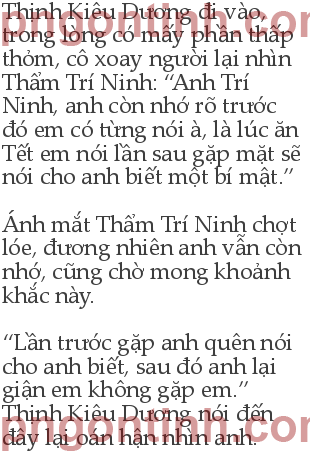 Thịnh Kiêu Dương đi vào,
trong lòng có mấy phần thấp
thỏm, cô xoay người lại nhìn
Thẩm Trí Ninh: “Anh Trí
Ninh, anh còn nhớ rõ trước
đó em có từng nói à, là lúc ăn
Tết em nói lần sau gặp mặt sẽ
nói cho anh biết một bí mật.”
Ánh mắt Thẩm Trí Ninh chợt
lóe, đương nhiên anh vẫn còn
nhớ, cũng chờ mong khoảnh
khắc này.
“Lần trước gặp anh quên nói
cho anh biết, sau đó anh lại
giận em không gặp em.”
Thịnh Kiêu Dương nói đến
đây lại oán hận nhìn anh.
pngontinh.com
pngontinh.com